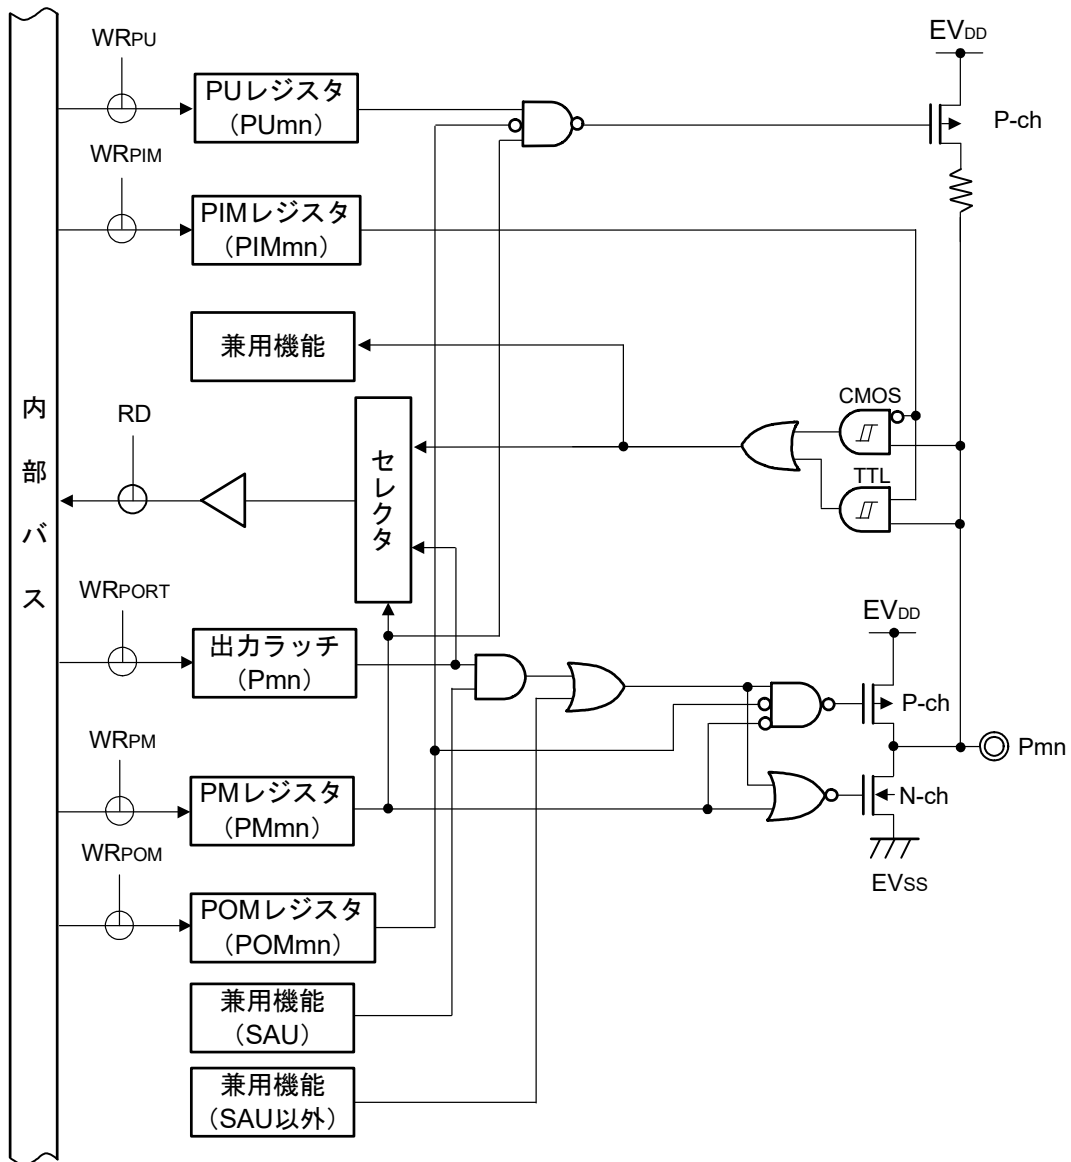 WRPU
EVDD
PUレジスタ
(PUmn)
P-ch
WRPIM
PIMレジスタ
(PIMmn)
兼用機能
CMOS
内部バス
RD
セレクタ
TTL
WRPORT
EVDD
出力ラッチ
(Pmn)
P-ch
WRPM
Pmn
PMレジスタ
(PMmn)
N-ch
WRPOM
EVSS
POMレジスタ
(POMmn)
兼用機能
(SAU)
兼用機能
(SAU以外)